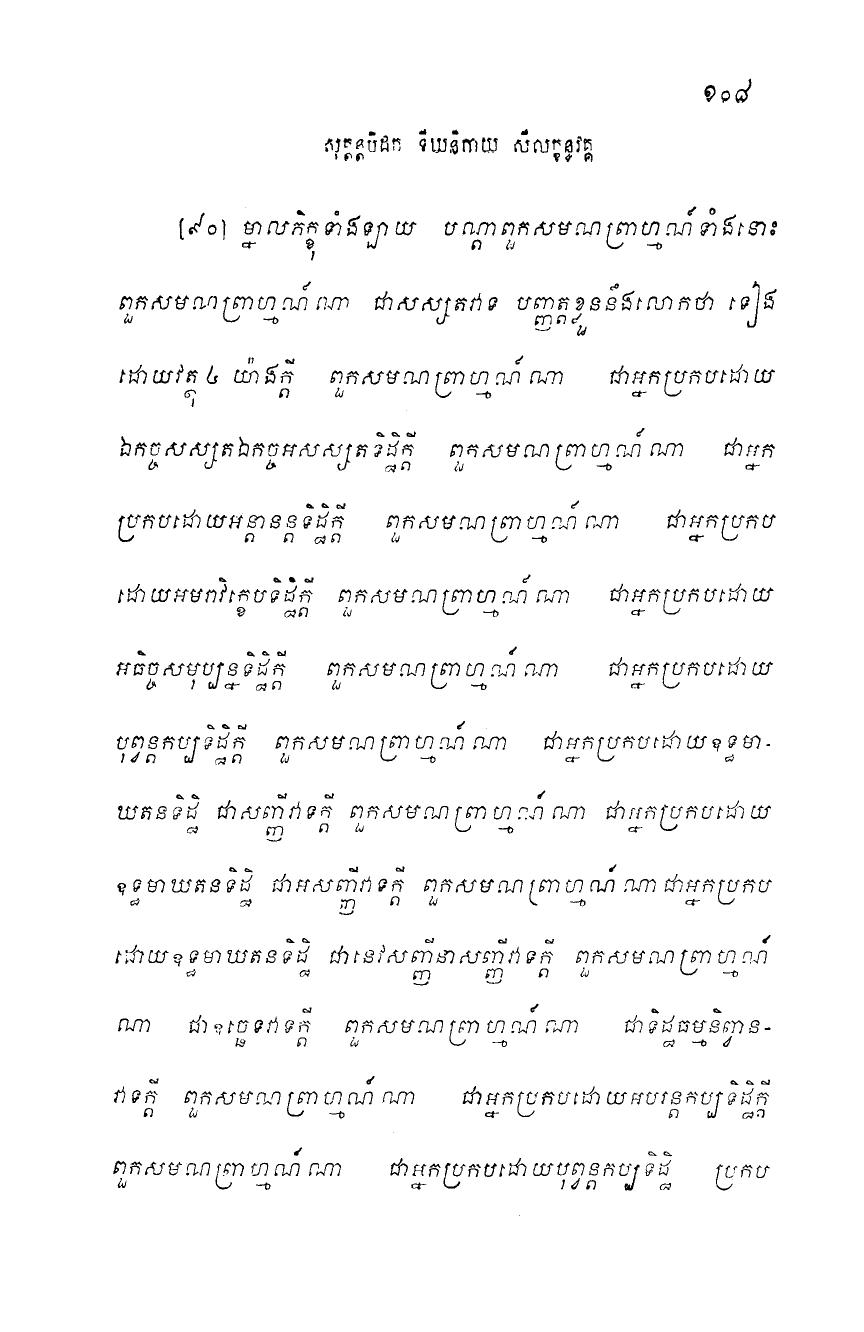 ១០៨
សុត្តន្តបិដក ទីឃនិកាយ សីលក្ខន្ធវគ្គ
[៩០] ម្នាលភិក្ខុទាំងឡាយ បណ្តាពួកសមណព្រាហ្មណ៍ទាំងនោះ
ពួកសមណព្រាហ្មណ៍ណា ជាសស្សតវាទ បញ្ញត្តខ្លួននឹងលោកថា ទៀង
ដោយវត្ថុ ៤ យ៉ាងក្តី ពួកសមណព្រាហ្មណ៍ណា ជាអ្នកប្រកបដោយ
ឯកច្ចសស្សតឯកច្ចអសស្សតទិដ្ឋិក្តី ពួកសមណព្រាហ្មណ៍ណា ជាអ្នក
ប្រកបដោយអន្តានន្តទិដ្ឋិក្តី ពួកសមណព្រាហ្មណ៍ណា ជាអ្នកប្រកប
ដោយអមរាវិក្ខេបទិដ្ឋិក្តី ពួកសមណព្រាហ្មណ៍ណា ជាអ្នកប្រកបដោយ
អធិច្ចសមុប្បន្នទិដ្ឋិក្តី ពួកសមណព្រាហ្មណ៍ណា ជាអ្នកប្រកបដោយ
បុព្វន្តកប្បទិដ្ឋិក្តី ពួកសមណព្រាហ្មណ៍ណា ជាអ្នកប្រកបដោយឧទ្ធមា-
ឃតនទិដ្ឋិ ជាសញ្ញីវាទក្តី ពួកសមណព្រាហ្មណ៍ណា ជាអ្នកប្រកបដោយ
ឧទ្ធមាឃតនទិដ្ឋិ ជាអសញ្ញីវាទក្តី ពួកសមណព្រាហ្មណ៍ណា ជាអ្នកប្រកប
ដោយឧទ្ធមាឃតនទិដ្ឋិ ជានេវសញ្ញីនាសញ្ញីវាទក្តី ពួកសមណព្រាហ្មណ៍
ណា ជាឧច្ឆេទវាទក្តី ពួកសមណព្រាហ្មណ៍ណា ជាទិដ្ឋធម្មនិព្វាន-
វាទក្តី ពួកសមណព្រាហ្មណ៍ណា ជាអ្នកប្រកបដោយអបរន្តកប្បទិដ្ឋិក្តី
ពួកសមណព្រាហ្មណ៍ណា ជាអ្នកប្រកបដោយបុព្វន្តកប្បទិដ្ឋិ ប្រកប